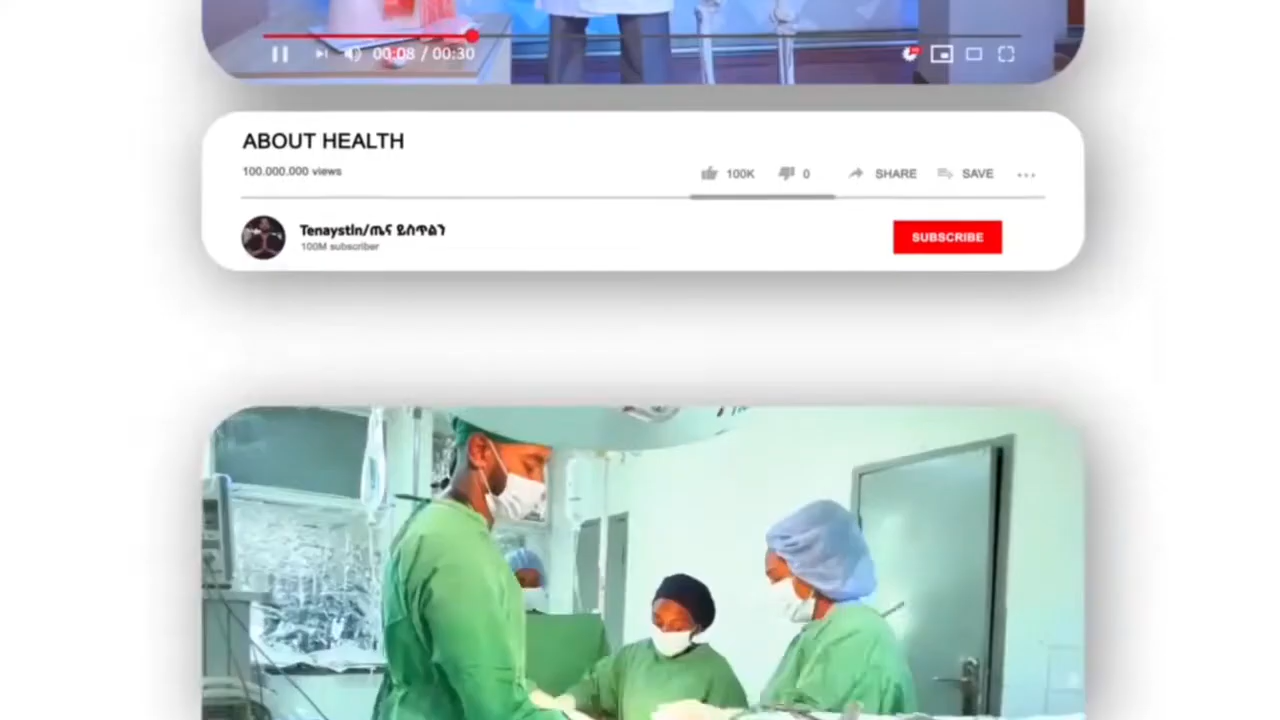 00:08 / 00:30
ABOUT HEALTH
100.000.000 views
100K 0 SHARE SAVE
Tenaystin/ጤና ይስጥልን
100M subscriber
SUBSCRIBE